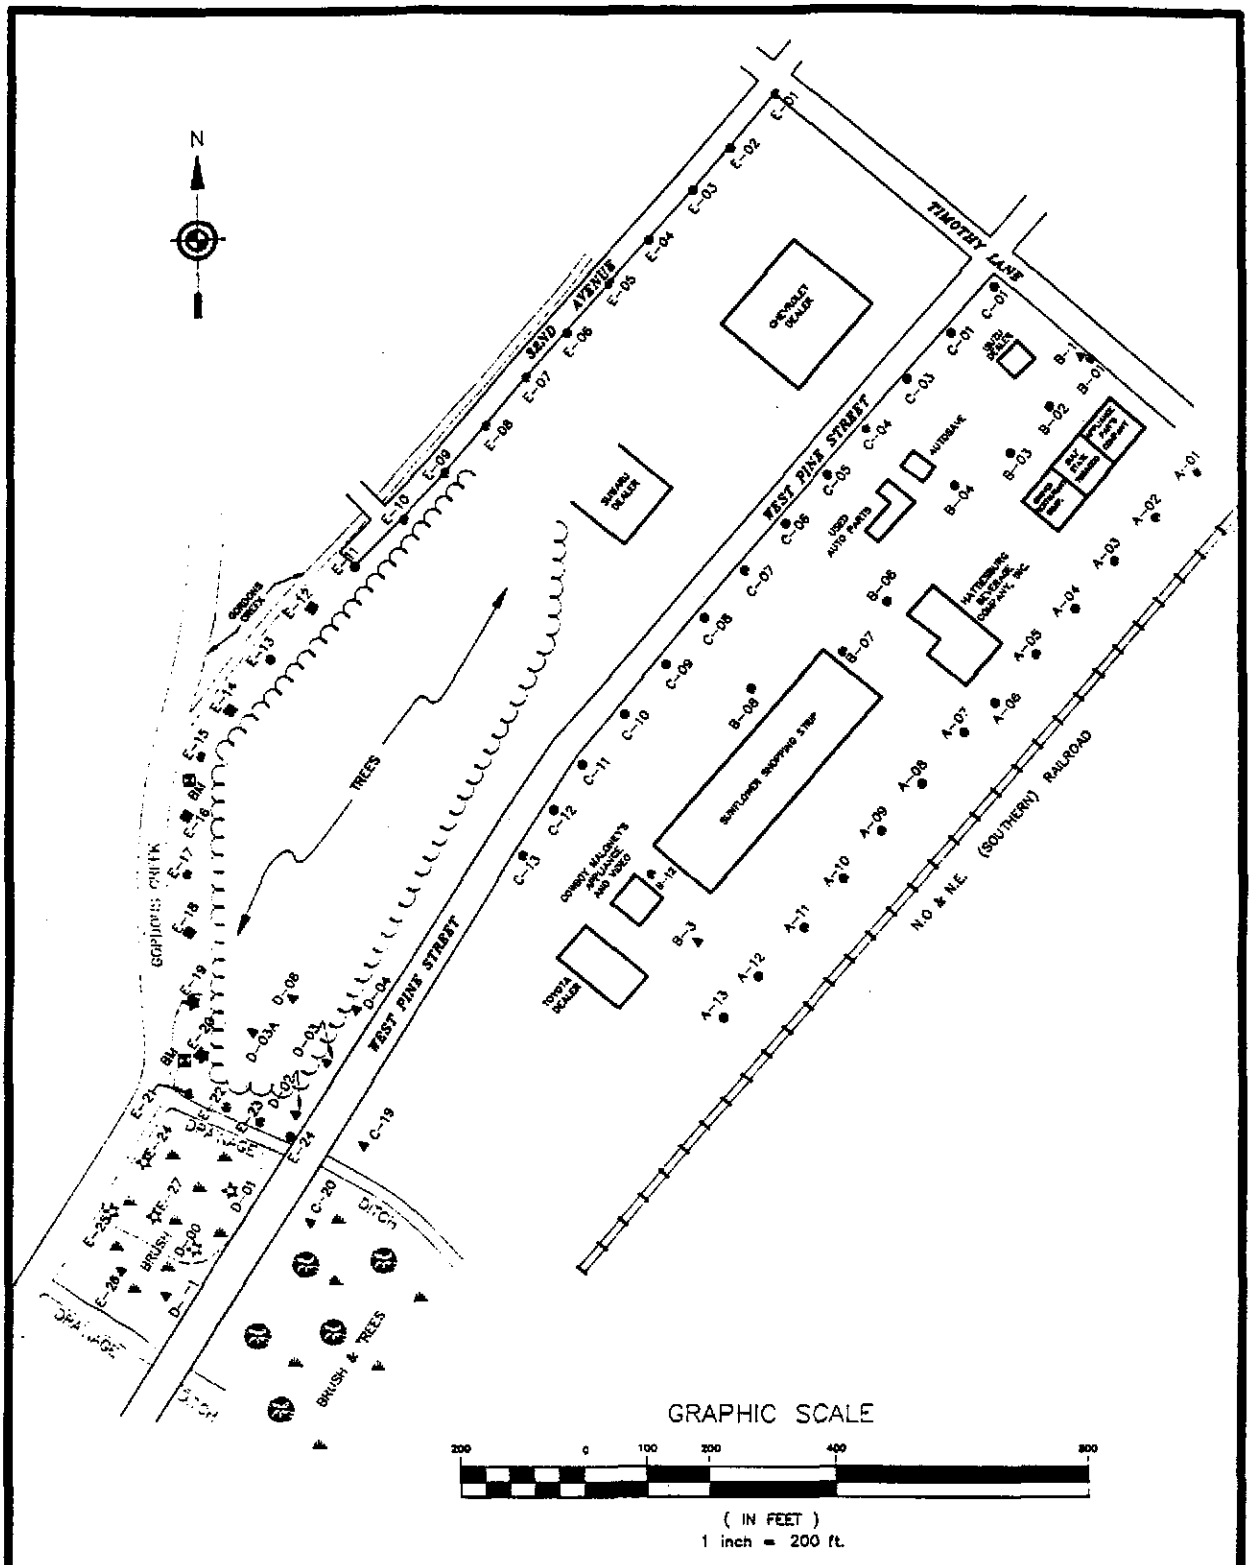 N
E-01
E-02
E-03
E-04
E-05
E-06
E-07
E-08
E-09
E-10
E-11
E-12
E-13
E-14
E-15
BM
E-16
E-17
E-18
E-19
E-20
BM
E-21
E-22
E-23
E-24
TIMOTHY LANE
AVENUE
CHEVROLET
DEALER
SUBARU
DEALER
WEST PINE STREET
C-01
C-01
C-03
C-04
C-05
C-06
C-07
C-08
C-09
C-10
C-11
C-12
C-13
DEALER
B-1
B-01
B-02
B-03
B-04
B-06
B-07
B-08
B-12
B-3
APPLIANCE
PARTS
COMPANY
AUTOSAVE
USED
AUTO PARTS
HATTIESBURG
BEVERAGE
COMPANY, INC.
A-01
A-02
A-03
A-04
A-05
A-06
A-07
A-08
A-09
A-10
A-11
A-12
A-13
SUNFLOWER SHOPPING STRIP
COWBOY MALONEY'S
APPLIANCE
AND VIDEO
TOYOTA
DEALER
N.O & N.E. (SOUTHERN) RAILROAD
GORDONS
CREEK
GORDONS CREEK
TREES
WEST PINE STREET
D-08
D-03A
D-03
D-04
D-02
C-19
C-20
DITCH
E-24
E-27
D-01
E-25
BRUSH
D-00
E-26
D--1
DRAINAGE
DITCH
BRUSH & TREES
GRAPHIC SCALE
200 0 100 200 400 800
( IN FEET )
1 inch = 200 ft.